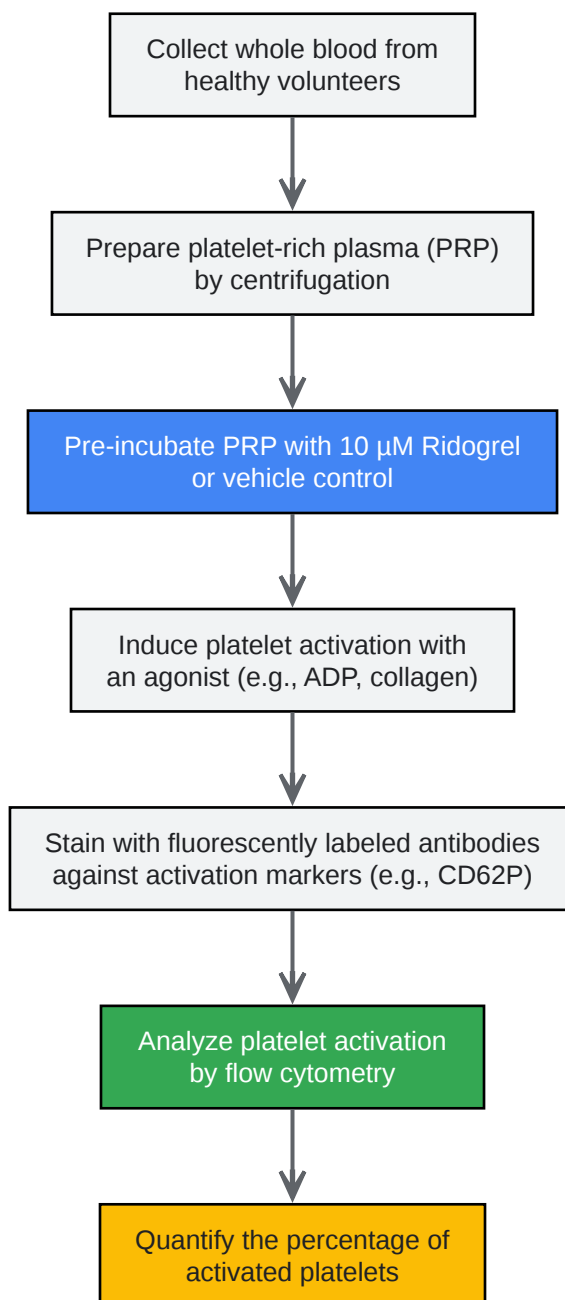 Collect whole blood from
healthy volunteers
Prepare platelet-rich plasma (PRP)
by centrifugation
Pre-incubate PRP with 10 µM Ridogrel
or vehicle control
Induce platelet activation with
an agonist (e.g., ADP, collagen)
Stain with fluorescently labeled antibodies
against activation markers (e.g., CD62P)
Analyze platelet activation
by flow cytometry
Quantify the percentage of
activated platelets